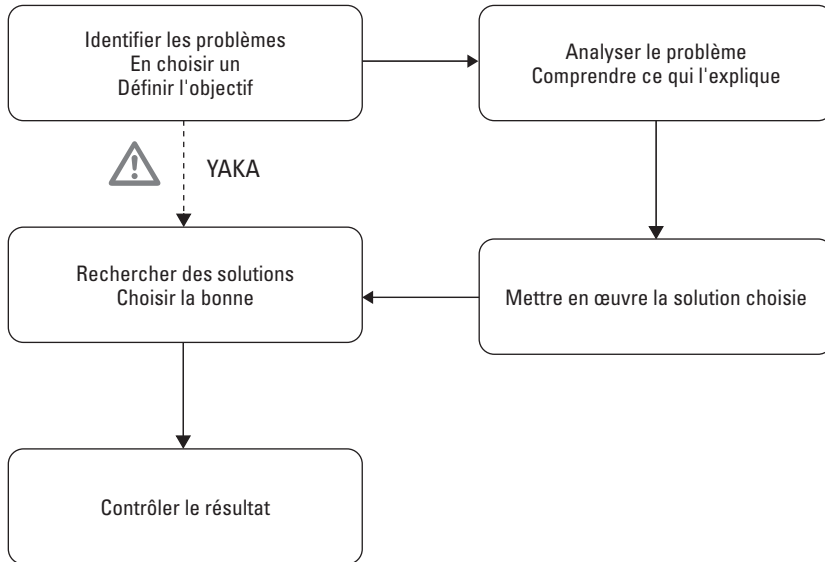 Identifier les problèmes
En choisir un
Définir l'objectif
Analyser le problème
Comprendre ce qui l'explique
YAKA
Rechercher des solutions
Choisir la bonne
Mettre en œuvre la solution choisie
Contrôler le résultat